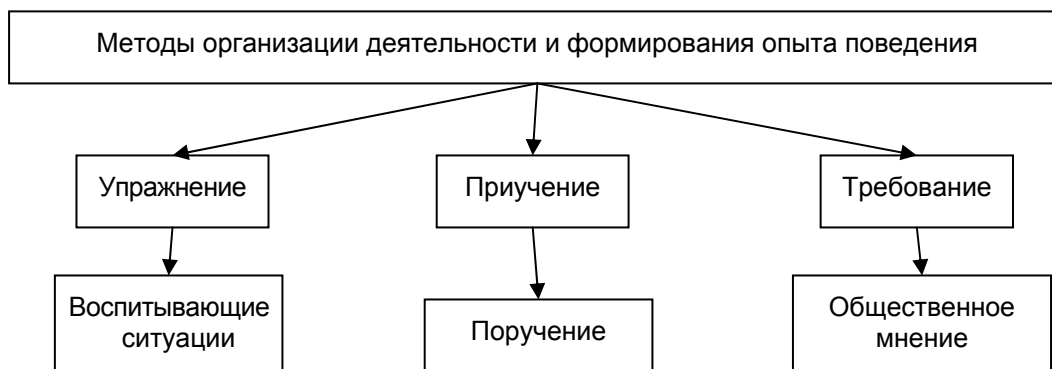 Методы организации деятельности и формирования опыта поведения
Упражнение
Приучение
Требование
Воспитывающие
ситуации
Поручение
Общественное
мнение